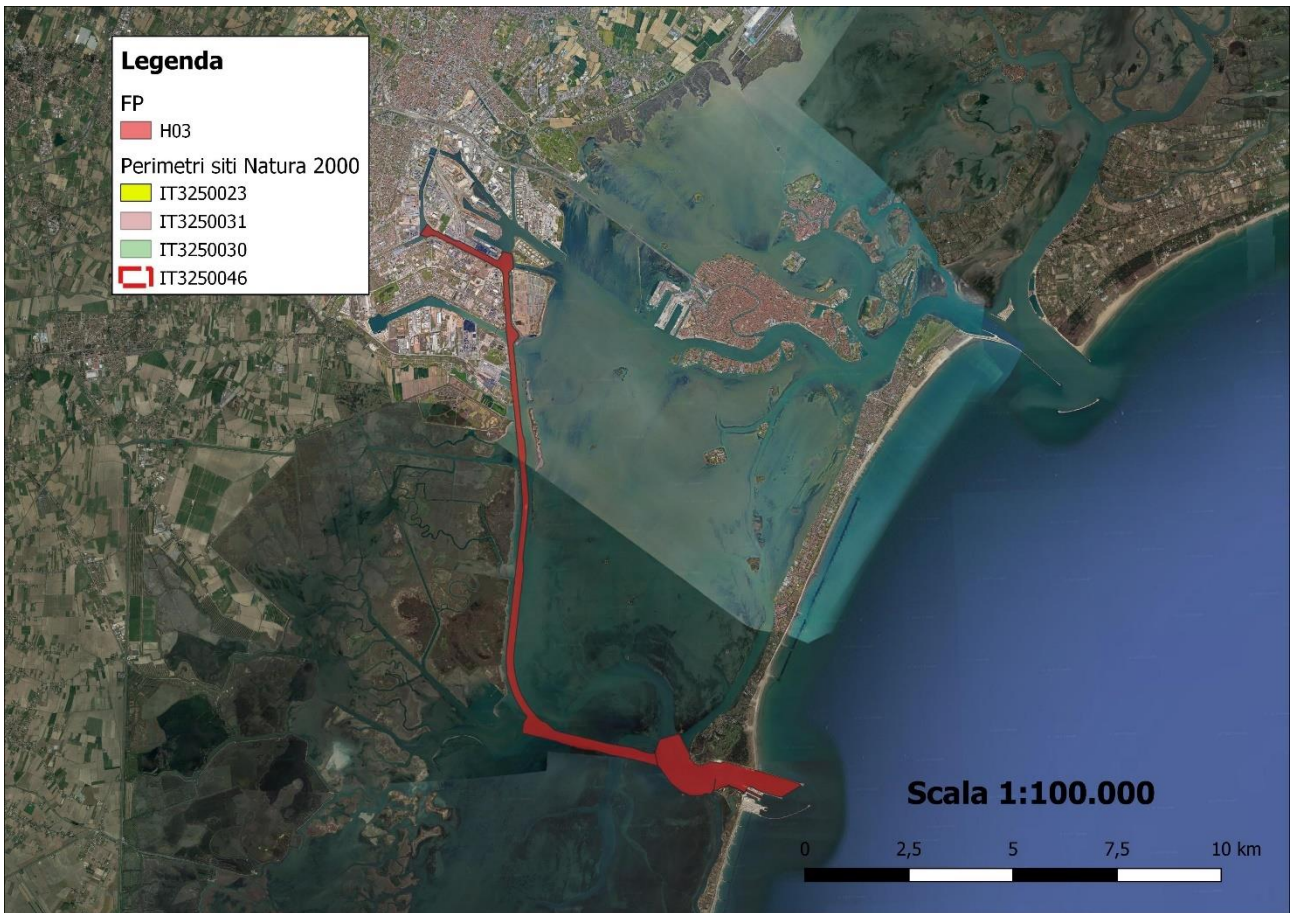 Legenda
FP
H03
Perimetri siti Natura 2000
IT3250023
IT3250031
IT3250030
IT3250046
Scala 1:100.000
0 2,5 5 7,5 10 km